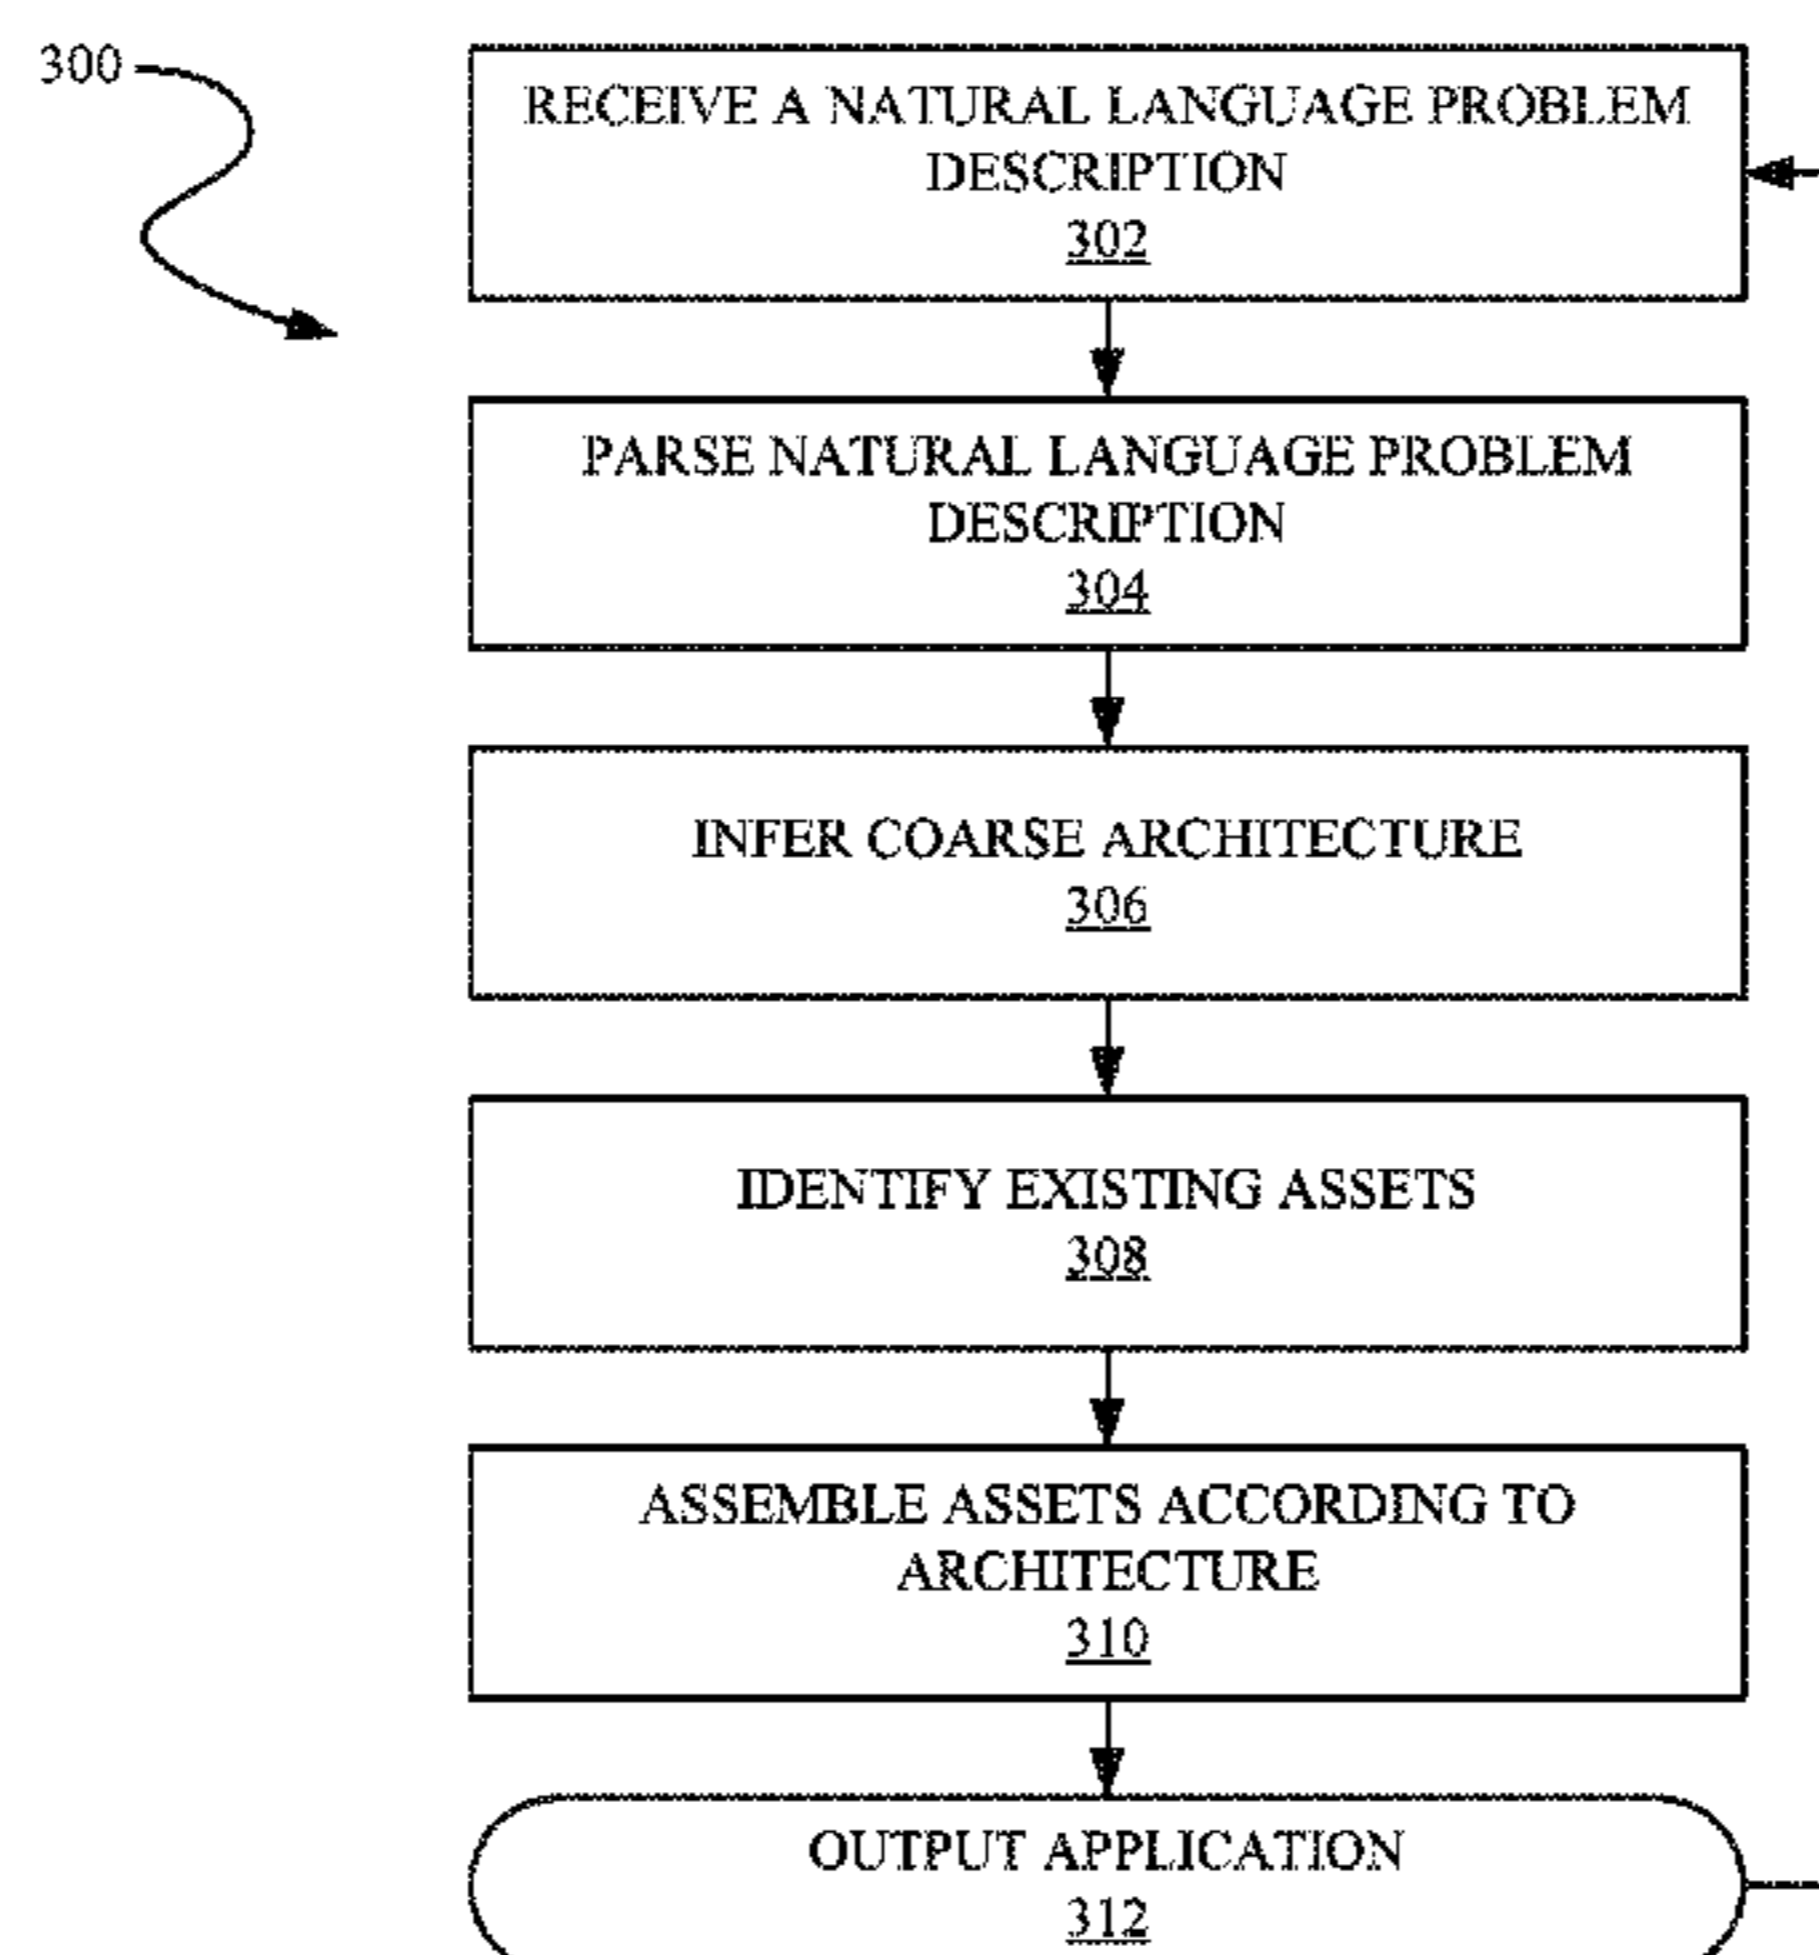 300
RECEIVE A NATURAL LANGUAGE PROBLEM
DESCRIPTION
302
PARSE NATURAL LANGUAGE PROBLEM
DESCRIPTION
304
INFER COARSE ARCHITECTURE
306
IDENTIFY EXISTING ASSETS
308
ASSEMBLE ASSETS ACCORDING TO
ARCHITECTURE
310
OUTPUT APPLICATION
312